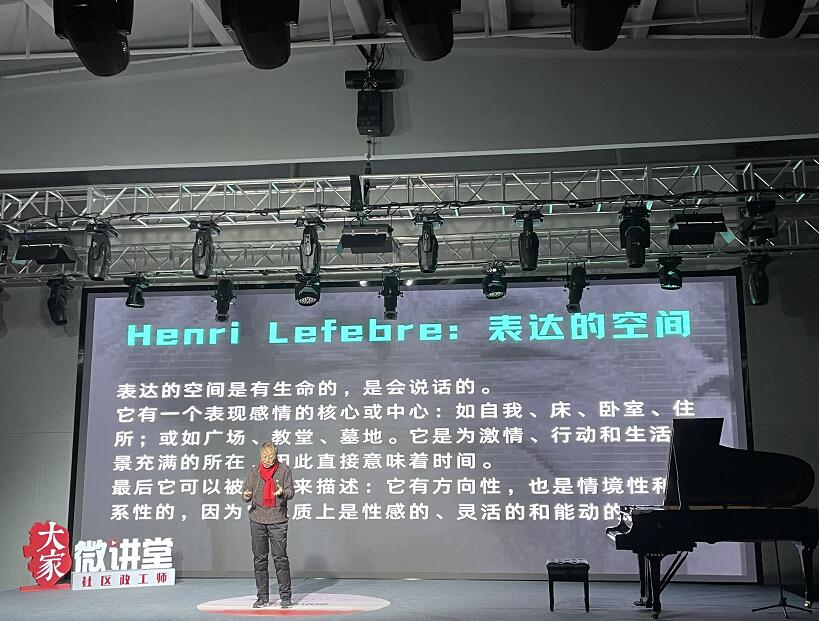 Henri Lefebre: 表达的空间
表达的空间是有生命的，是会说话的。
它有一个表现感情的核心或中心：如自我、床、卧室、住
所；或如广场、教堂、墓地。它是为激情、行动和生活
景充满的所在 因此直接意味着时间。
最后它可以被 来描述：它有方向性，也是情境性和
系性的，因为 质上是性感的、灵活的和能动的
大家
微讲堂
社区政工师